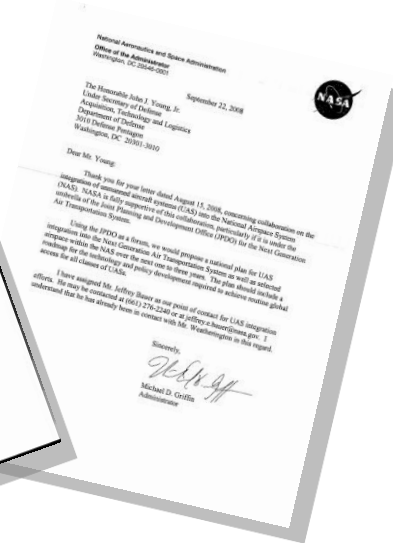 National Aeronautics and Space Administration
Office of the Administrator
Washington, DC 20546-0001
NASA
September 22, 2008
The Honorable John J. Young, Jr.
Under Secretary of Defense
Acquisition, Technology and Logistics
Department of Defense
3010 Defense Pentagon
Washington, DC 20301-3010
Dear Mr. Young:
Thank you for your letter dated August 15, 2008, concerning collaboration on the
integration of unmanned aircraft systems (UAS) into the National Airspace System
(NAS). NASA is fully supportive of this collaboration, particularly if it is under the
umbrella of the Joint Planning and Development Office (JPDO) for the Next Generation
Air Transportation System.
Using the JPDO as a forum, we would propose a national plan for UAS
integration into the Next Generation Air Transportation System as well as selected
airspace within the NAS over the next one to three years. The plan should include a
roadmap for the technology and policy development required to achieve routine global
access for all classes of UASs.
I have assigned Mr. Jeffrey Bauer as our point of contact for UAS integration
efforts. He may be contacted at (661) 276-2240 or at jeffrey.e.bauer@nasa.gov. I
understand that he has already been in contact with Mr. Weatherington in this regard.
Sincerely,
Michael D. Griffin
Administrator